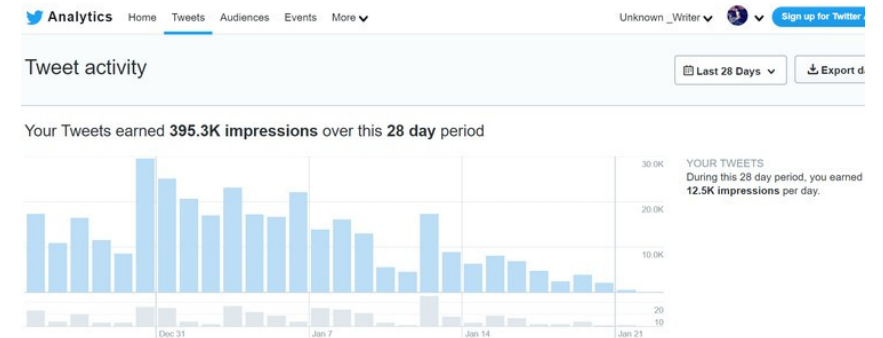 Analytics Home Tweets Audiences Events More Unknown _Writer Sign up for Twitter
Tweet activity
Last 28 Days Export d
Your Tweets earned 395.3K impressions over this 28 day period
YOUR TWEETS
During this 28 day period, you earned
12.5K impressions per day.
30.0K
20.0K
10.0K
20
10
Dec 31 Jan 7 Jan 14 Jan 21